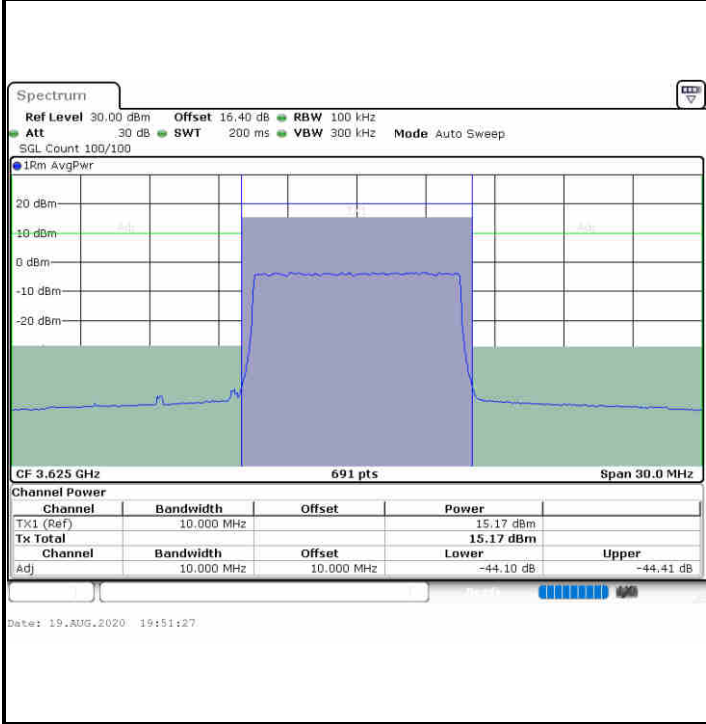 Spectrum
Ref Level 30.00 dBm Offset 16.40 dB RBW 100 kHz
Att 30 dB SWT 200 ms VBW 300 kHz Mode Auto Sweep
SGL Count 100/100
1Rm AvgPwr
20 dBm
TX1
Adj Adj
10 dBm
0 dBm
-10 dBm
-20 dBm
CF 3.625 GHz 691 pts Span 30.0 MHz
Channel Power
Channel Bandwidth Offset Power
TX1 (Ref) 10.000 MHz 15.17 dBm
Tx Total 15.17 dBm
Channel Bandwidth Offset Lower Upper
Adj 10.000 MHz 10.000 MHz -44.10 dB -44.41 dB
Date: 19.AUG.2020 19:51:27